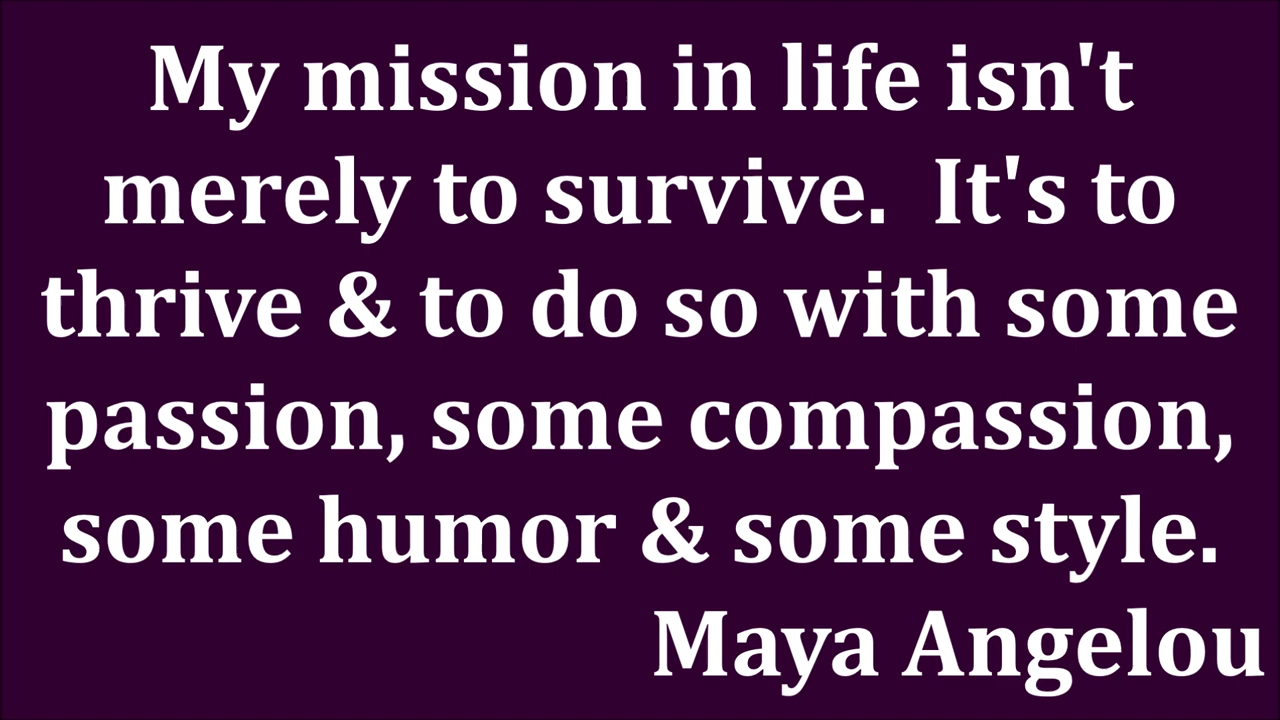 My mission in life isn't
merely to survive.  It's to
thrive & to do so with some
passion, some compassion,
some humor & some style.
Maya Angelou